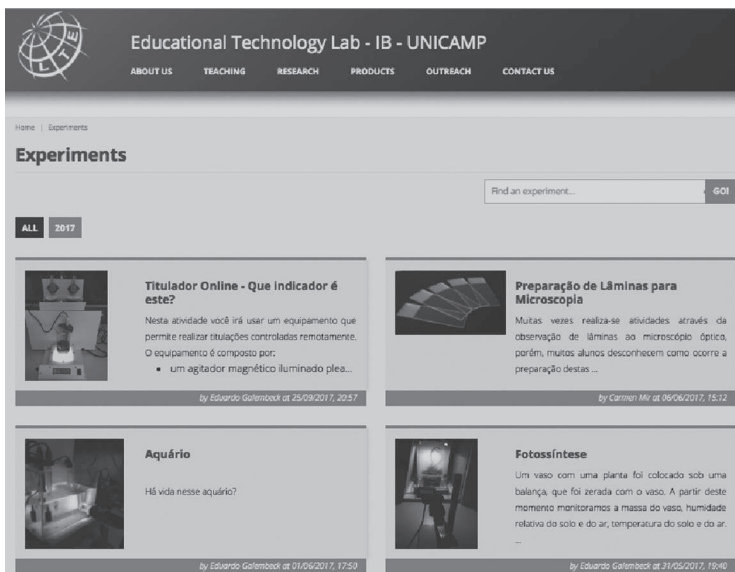 LTE
Educational Technology Lab - IB - UNICAMP
ABOUT US TEACHING RESEARCH PRODUCTS OUTREACH CONTACT US
Home | Experiments
Experiments
Find an experiment... GO!
ALL 2017
Titulador Online - Que indicador é
este?
Nesta atividade você irá usar um equipamento que
permite realizar titulações controladas remotamente.
O equipamento é composto por:
▪ um agitador magnético iluminado plea...
by Eduardo Galembeck at 25/09/2017, 20:57
Preparação de Lâminas para
Microscopia
Muitas vezes realiza-se atividades através da
observação de lâminas ao microscópio óptico,
porém, muitos alunos desconhecem como ocorre a
preparação destas ...
by Carmen Mir at 06/06/2017, 15:12
Aquário
Há vida nesse aquário?
by Eduardo Galembeck at 01/06/2017, 17:50
Fotossíntese
Um vaso com uma planta foi colocado sob uma
balança, que foi zerada com o vaso. A partir deste
momento monitoramos a massa do vaso, humidade
relativa do solo e do ar, temperatura do solo e do ar.
...
by Eduardo Galembeck at 31/05/2017, 19:40